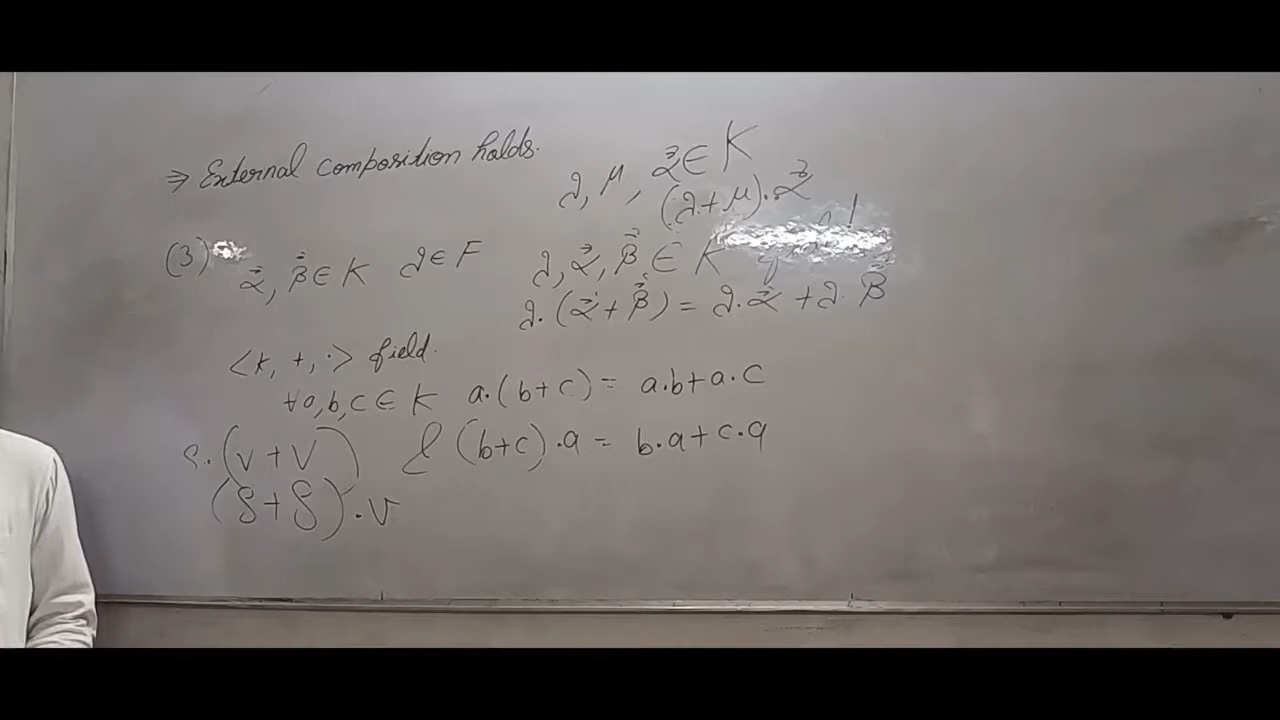 ⇒ External composition holds.
λ, μ, α⃗ ∈ K
(λ+μ).α⃗
(3)
α⃗, β⃗ ∈ K λ ∈ F
λ, α⃗, β⃗ ∈ K
λ.(α⃗ + β⃗) = λ.α⃗ + λ.β⃗
<K, +, .> field.
∀ a,b,c ∈ K a.(b+c) = a.b+a.c
S.(V+V) & (b+c).a = b.a+c.a
(S+S).V